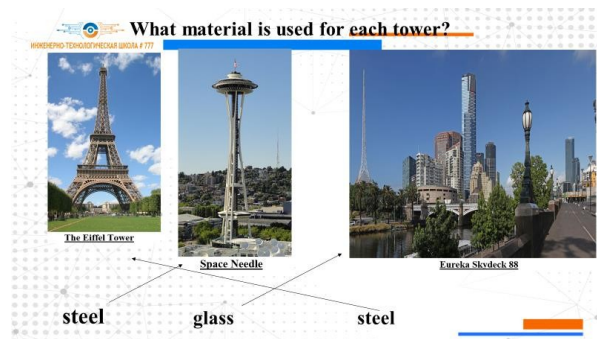 What material is used for each tower?
ИНЖЕНЕРНО-ТЕХНОЛОГИЧЕСКАЯ ШКОЛА # 777
The Eiffel Tower
Space Needle
Eureka Skydeck 88
steel
glass
steel